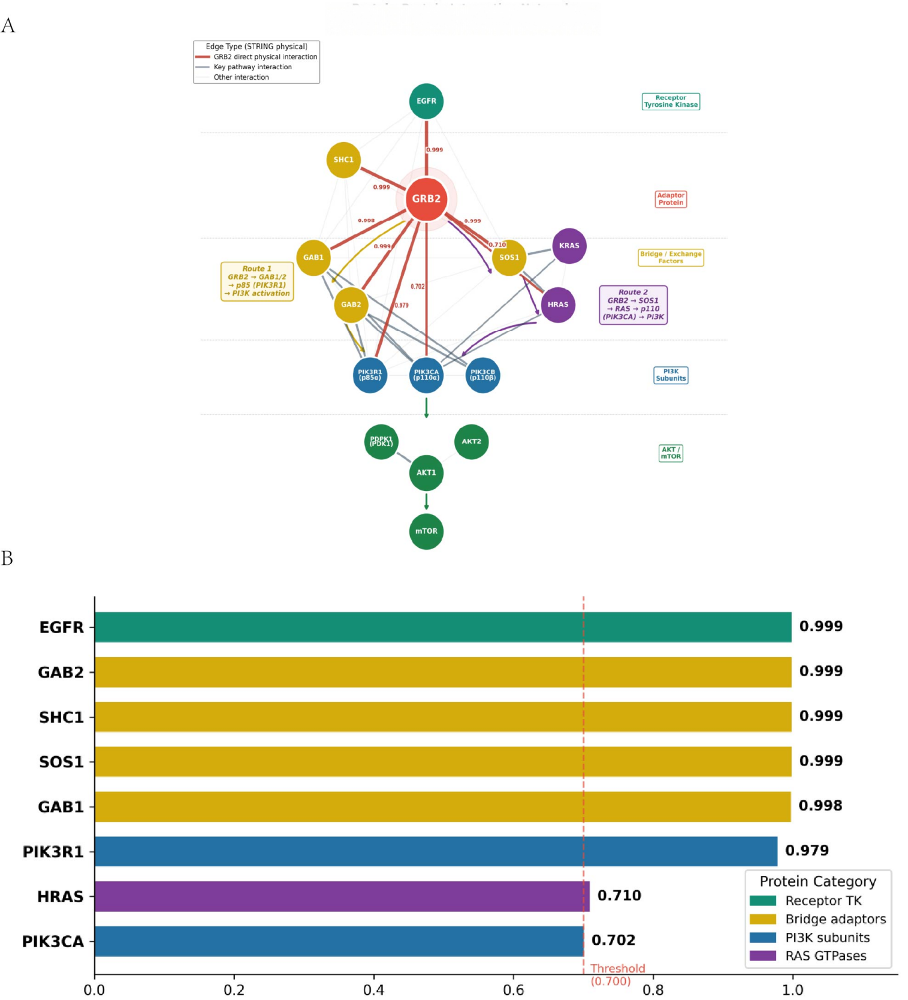 A
Edge Type (STRING physical)
GRB2 direct physical interaction
Key pathway interaction
Other interaction
EGFR
Receptor
Tyrosine Kinase
0.999
SHC1
0.999
GRB2
Adaptor
Protein
0.998
0.999
0.999
0.710
KRAS
GAB1
SOS1
Bridge / Exchange
Factors
Route 1
GRB2 → GAB1/2
→ p85 (PIK3R1)
→ PI3K activation
0.702
0.979
GAB2
HRAS
Route 2
GRB2 → SOS1
→ RAS → p110
(PIK3CA) → PI3K
PIK3R1
(p85α)
PIK3CA
(p110α)
PIK3CB
(p110β)
PI3K
Subunits
PDPK1
(PDK1)
AKT2
AKT1
AKT /
mTOR
mTOR
B
EGFR
0.999
GAB2
0.999
SHC1
0.999
SOS1
0.999
GAB1
0.998
PIK3R1
0.979
HRAS
0.710
PIK3CA
0.702
Protein Category
Receptor TK
Bridge adaptors
PI3K subunits
RAS GTPases
Threshold
(0.700)
0.0 0.2 0.4 0.6 0.8 1.0